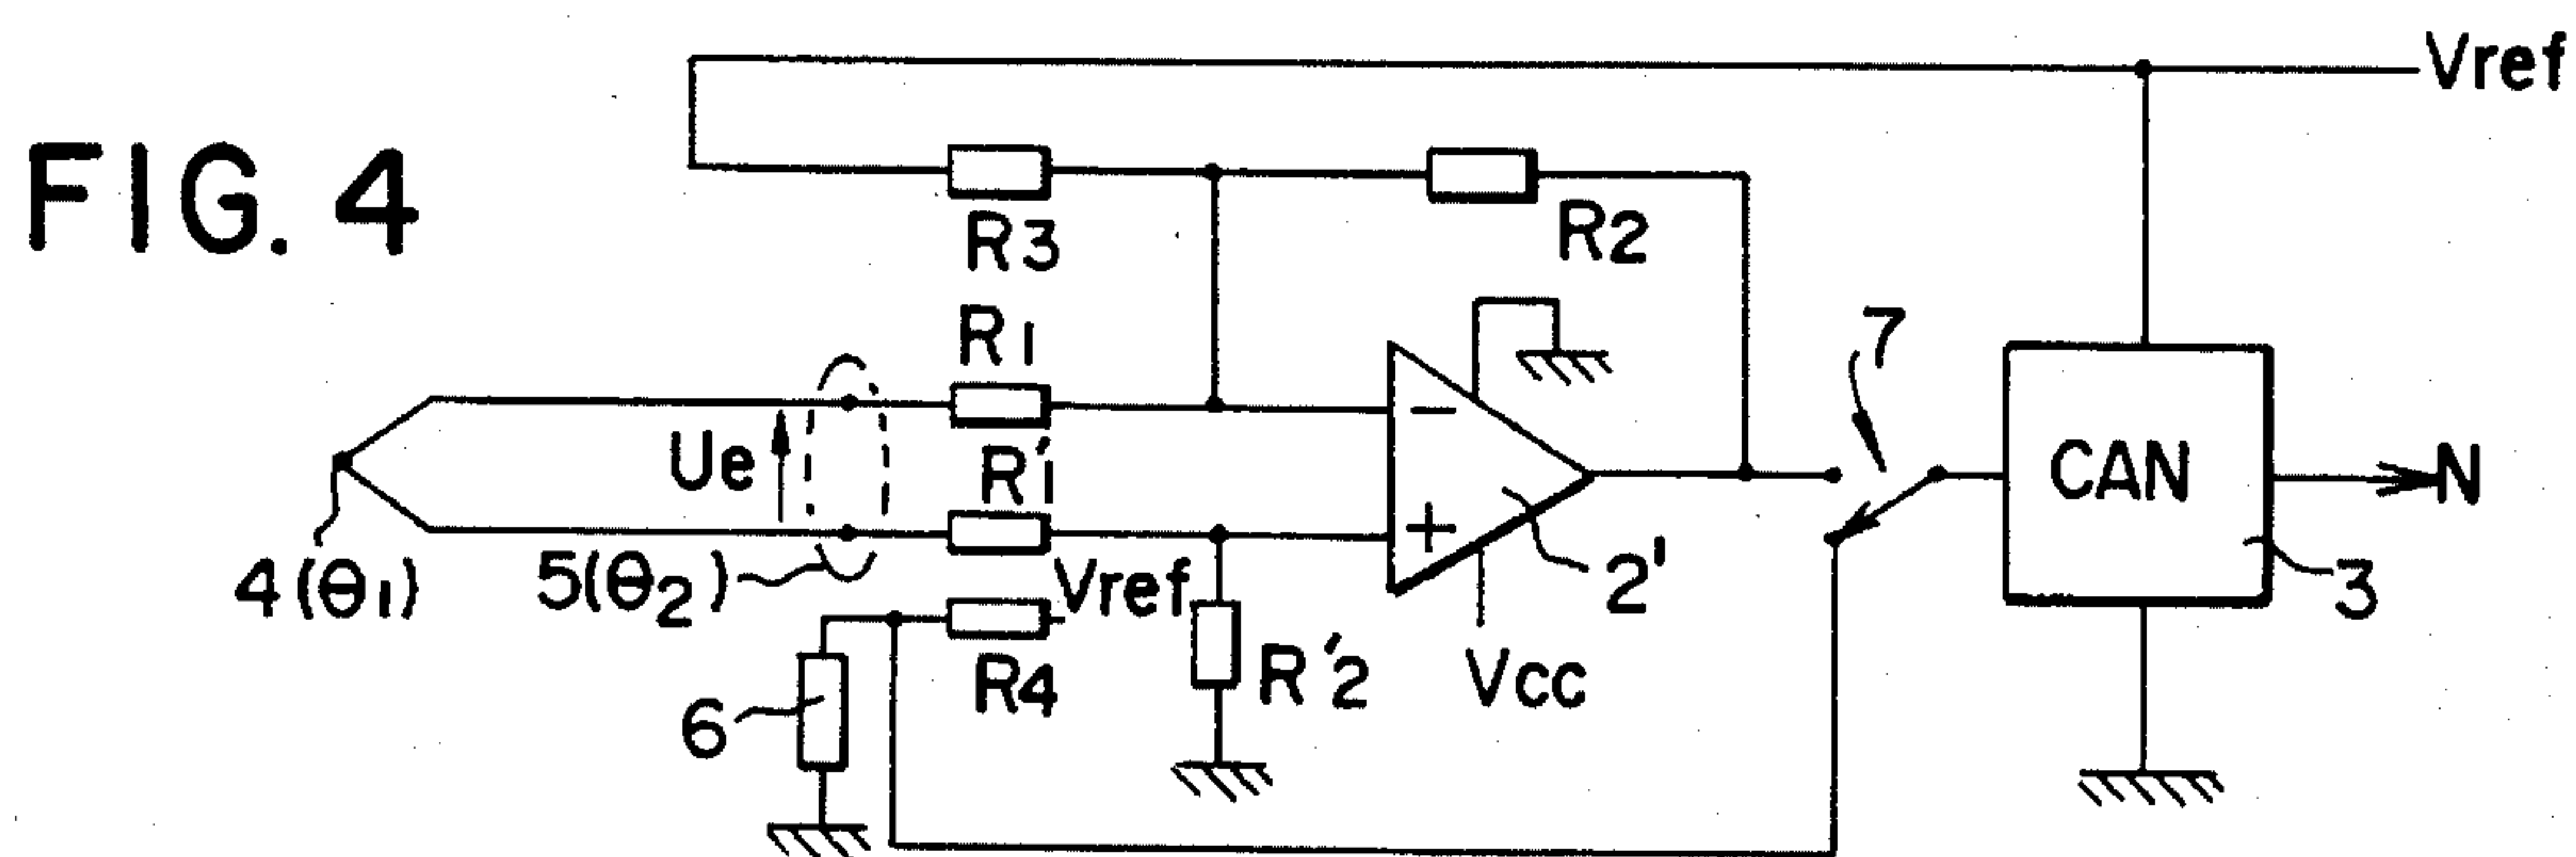 FIG. 4
Vref
R3
R2
R1
7
Ue
R'1
CAN
N
4(θ1)
5(θ2)
Vref
2'
3
6
R4
R'2
Vcc
−
+